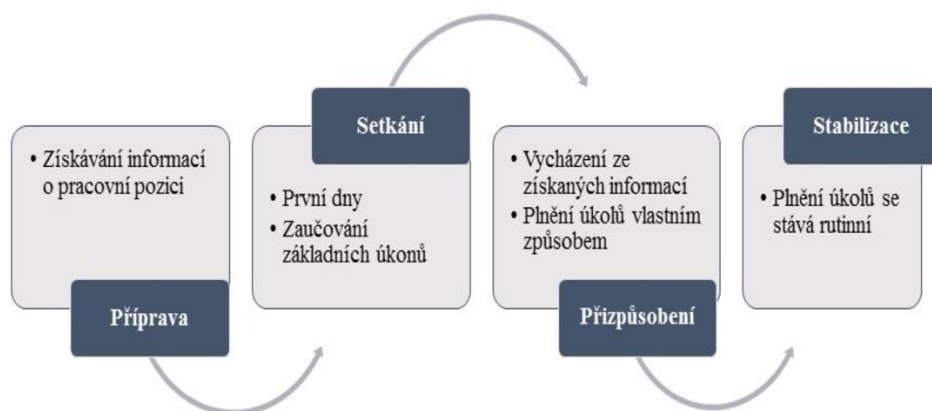 • Získávání informací
o pracovní pozici
Příprava
Setkání
• První dny
• Zaučování
základních úkonů
• Vycházení ze
získaných informací
• Plnění úkolů vlastním
způsobem
Přizpůsobení
Stabilizace
• Plnění úkolů se
stává rutinní